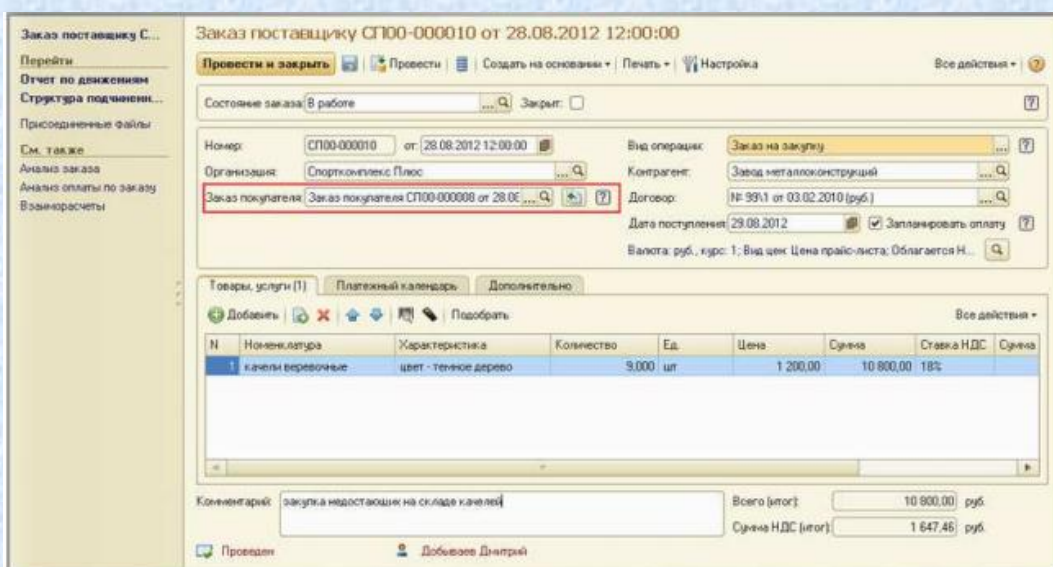 Заказ поставщику С...
Перейти
Отчет по движениям
Структура подчиненн...
Присоединенные файлы
См. также
Анализ заказа
Анализ оплаты по заказу
Взаиморасчеты
Заказ поставщику СП00-000010 от 28.08.2012 12:00:00
Провести и закрыть Провести Создать на основании Печать Настройка Все действия
Состояние заказа: В работе ... Закрыт: ?
Номер: СП00-000010 от: 28.08.2012 12:00:00 Вид операции: Заказ на закупку ... ?
Организация: Спорткомплекс Плюс ... Контрагент: Завод металлоконструкций ...
Заказ покупателя: Заказ покупателя СП00-000008 от 28.08 ... ? Договор: № 99\1 от 03.02.2010 (руб.) ...
Дата поступления: 29.08.2012 Запланировать оплату ?
Валюта: руб., курс: 1; Вид цен: Цена прайс-листа; Облагается Н...
Товары, услуги (1) Платежный календарь Дополнительно
Добавить Подобрать Все действия
N Номенклатура Характеристика Количество Ед. Цена Сумма Ставка НДС Сумма
1 качели веревочные цвет - темное дерево 9,000 шт 1 200,00 10 800,00 18%
Комментарий: закупка недостающих на складе качелей Всего (итог): 10 800,00 руб.
Сумма НДС (итог): 1 647,46 руб.
Проведен Добываев Дмитрий